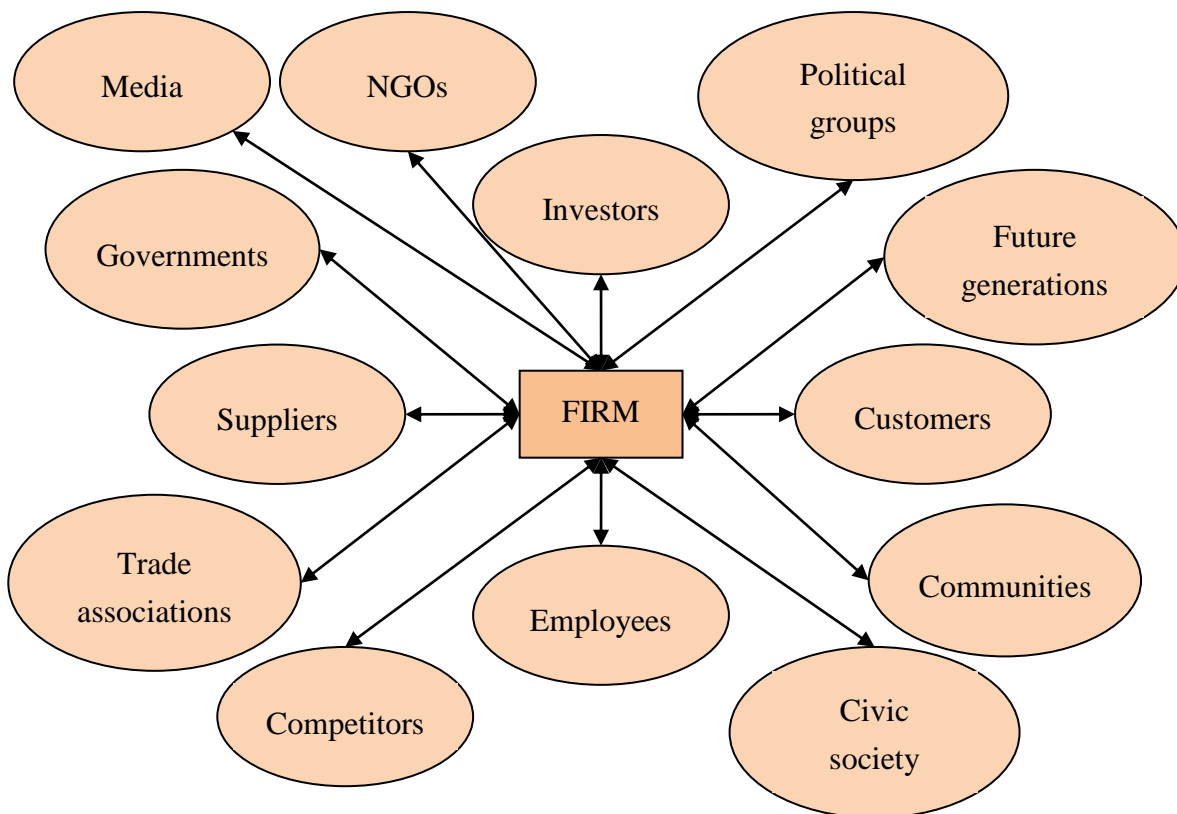 Media
NGOs
Political
groups
Investors
Governments
Future
generations
Suppliers
FIRM
Customers
Trade
associations
Communities
Employees
Competitors
Civic
society